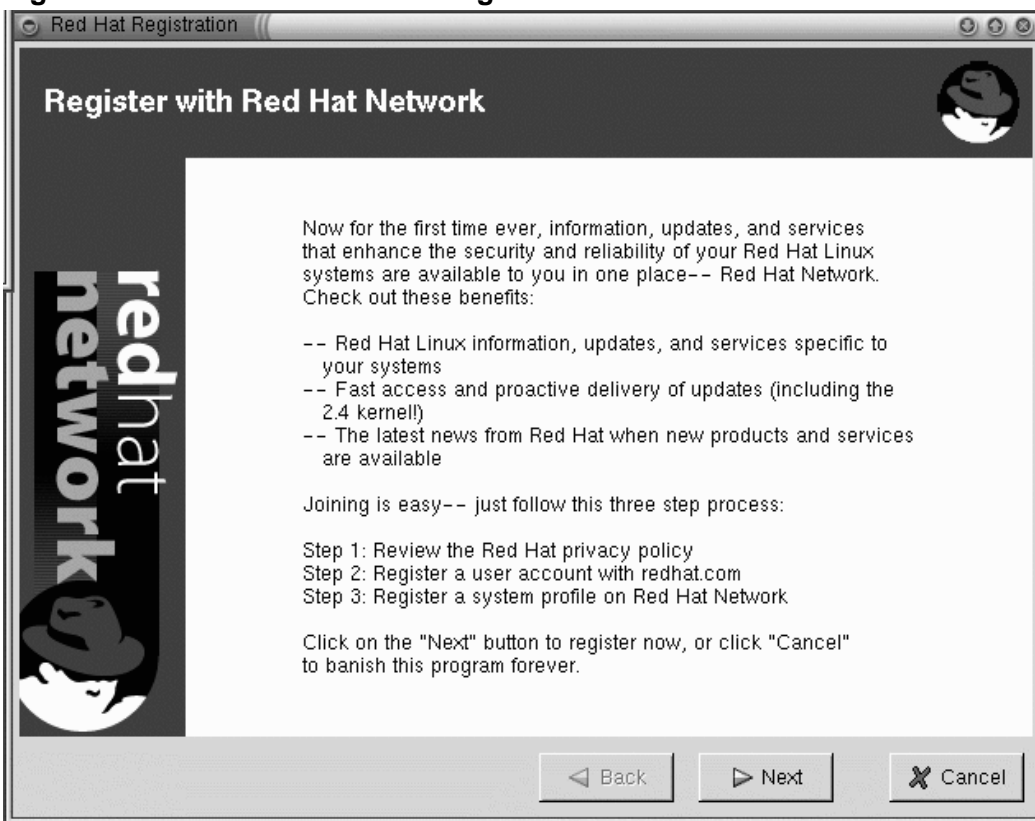 Red Hat Registration
Register with Red Hat Network
redhat
network
Now for the first time ever, information, updates, and services
that enhance the security and reliability of your Red Hat Linux
systems are available to you in one place-- Red Hat Network.
Check out these benefits:
-- Red Hat Linux information, updates, and services specific to
your systems
-- Fast access and proactive delivery of updates (including the
2.4 kernel!)
-- The latest news from Red Hat when new products and services
are available
Joining is easy-- just follow this three step process:
Step 1: Review the Red Hat privacy policy
Step 2: Register a user account with redhat.com
Step 3: Register a system profile on Red Hat Network
Click on the "Next" button to register now, or click "Cancel"
to banish this program forever.
Back
Next
Cancel